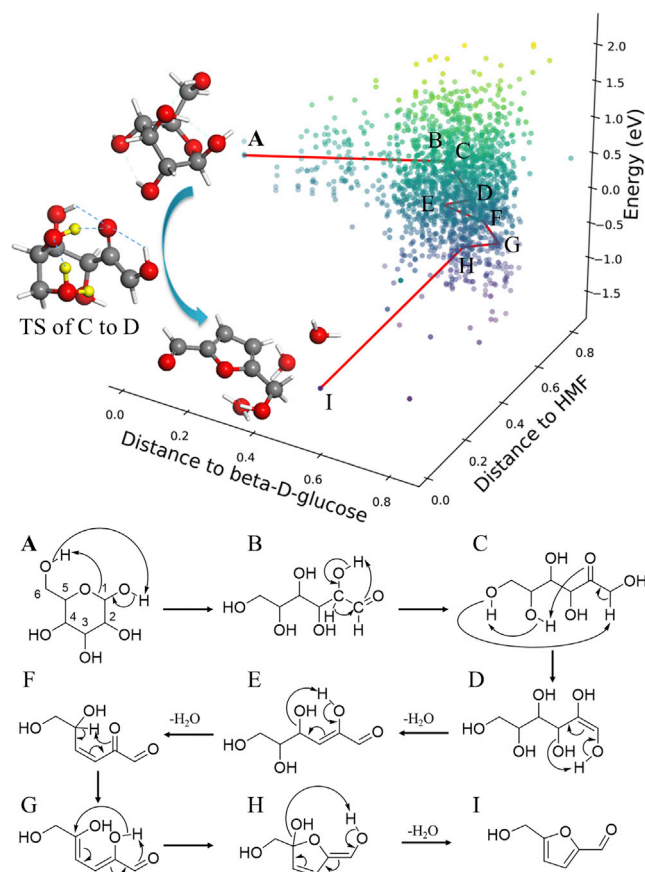 2.0
1.5
1.0
0.5
0.0
−0.5
−1.0
−1.5
Energy (eV)
A
B
C
D
E
F
G
H
I
TS of C to D
0.0
0.2
0.4
0.6
0.8
Distance to beta-D-glucose
0.0
0.2
0.4
0.6
0.8
Distance to HMF
A
HO
H
6
5
O
1
O
H
4
2
3
HO
OH
OH
B
OH
O
H
HO
OH
OH
H
O
H
C
OH
O
OH
O
H
O
H
OH
H
D
OH
OH
HO
OH
O
H
O
H
-H₂O
E
OH
H
O
HO
OH
O
-H₂O
F
OH
O
HO
H
O
G
OH
O
H
HO
O
H
OH
O
H
O
HO
-H₂O
I
HO
O
O